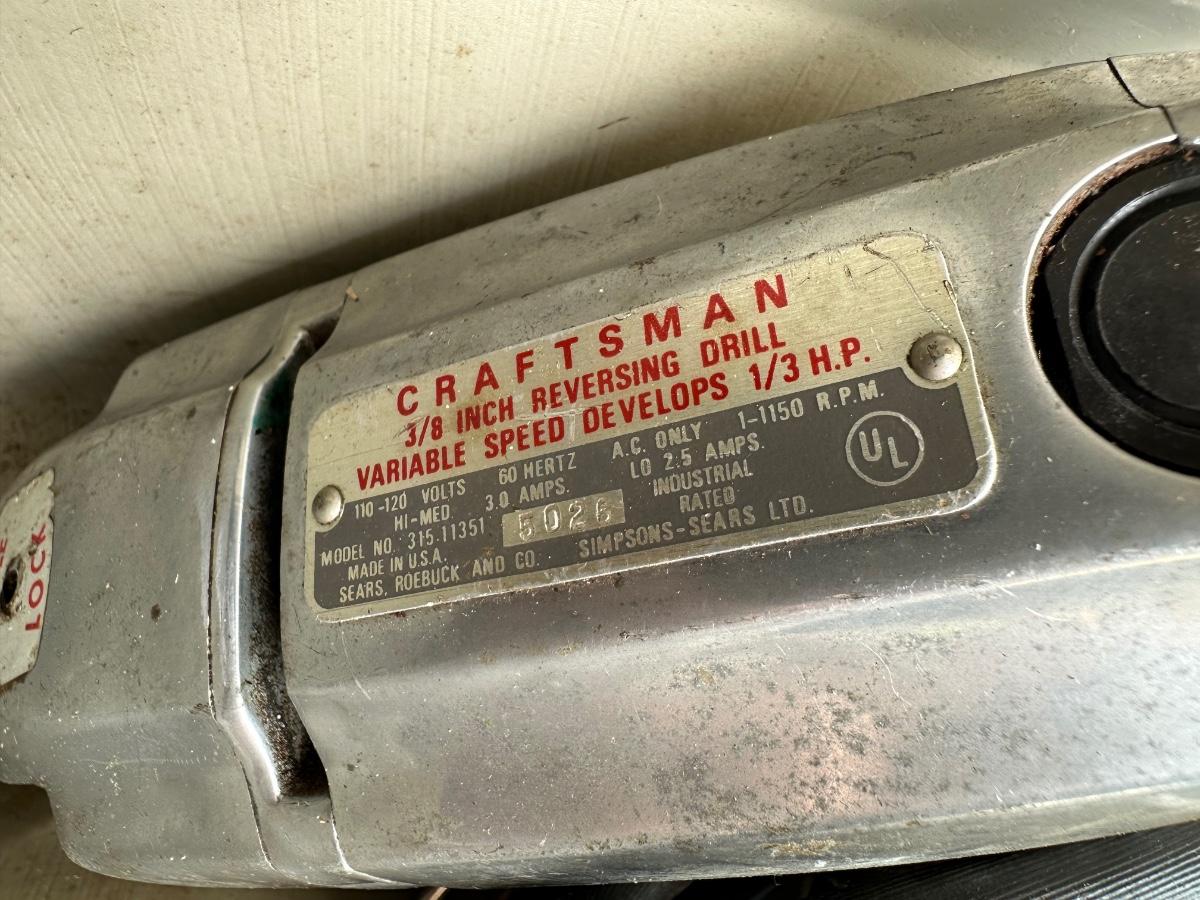 CRAFTSMAN
3/8 INCH REVERSING DRILL
VARIABLE SPEED DEVELOPS 1/3 H.P.
110-120 VOLTS 60 HERTZ A.C. ONLY 1-1150 R.P.M.
HI-MED 3.0 AMPS. LO 2.5 AMPS.
MODEL NO. 315.11351 5026 INDUSTRIAL
MADE IN U.S.A. RATED
SEARS, ROEBUCK AND CO. SIMPSONS-SEARS LTD.
UL
LOCK